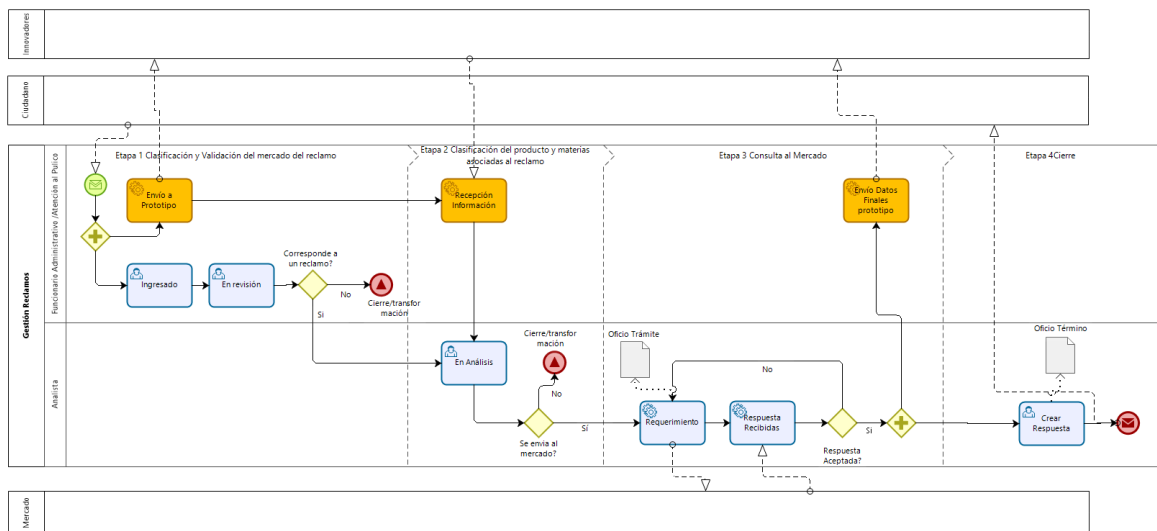 Innovadores
Ciudadano
Gestión Reclamos
Funcionario Administrativo /Atención al Pulico
Etapa 1 Clasificación y Validación del mercado del reclamo
Etapa 2 Clasificación del producto y materias
asociadas al reclamo
Etapa 3 Consulta al Mercado
Etapa 4Cierre
Envío a
Prototipo
Recepción
Información
Envío Datos
Finales
prototipo
Corresponde a
un reclamo?
Ingresado
En revisión
No
Cierre/transfor
mación
Si
Analista
Cierre/transfor
mación
Oficio Trámite
Oficio Término
En Análisis
No
No
Sí
Requerimiento
Respuesta
Recibidas
Si
Crear
Respuesta
Se envia al
mercado?
Respuesta
Aceptada?
Mercado